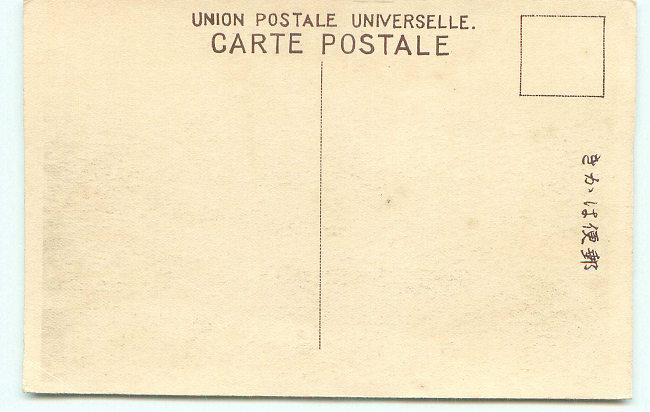 UNION POSTALE UNIVERSELLE.
CARTE POSTALE
郵便はかき